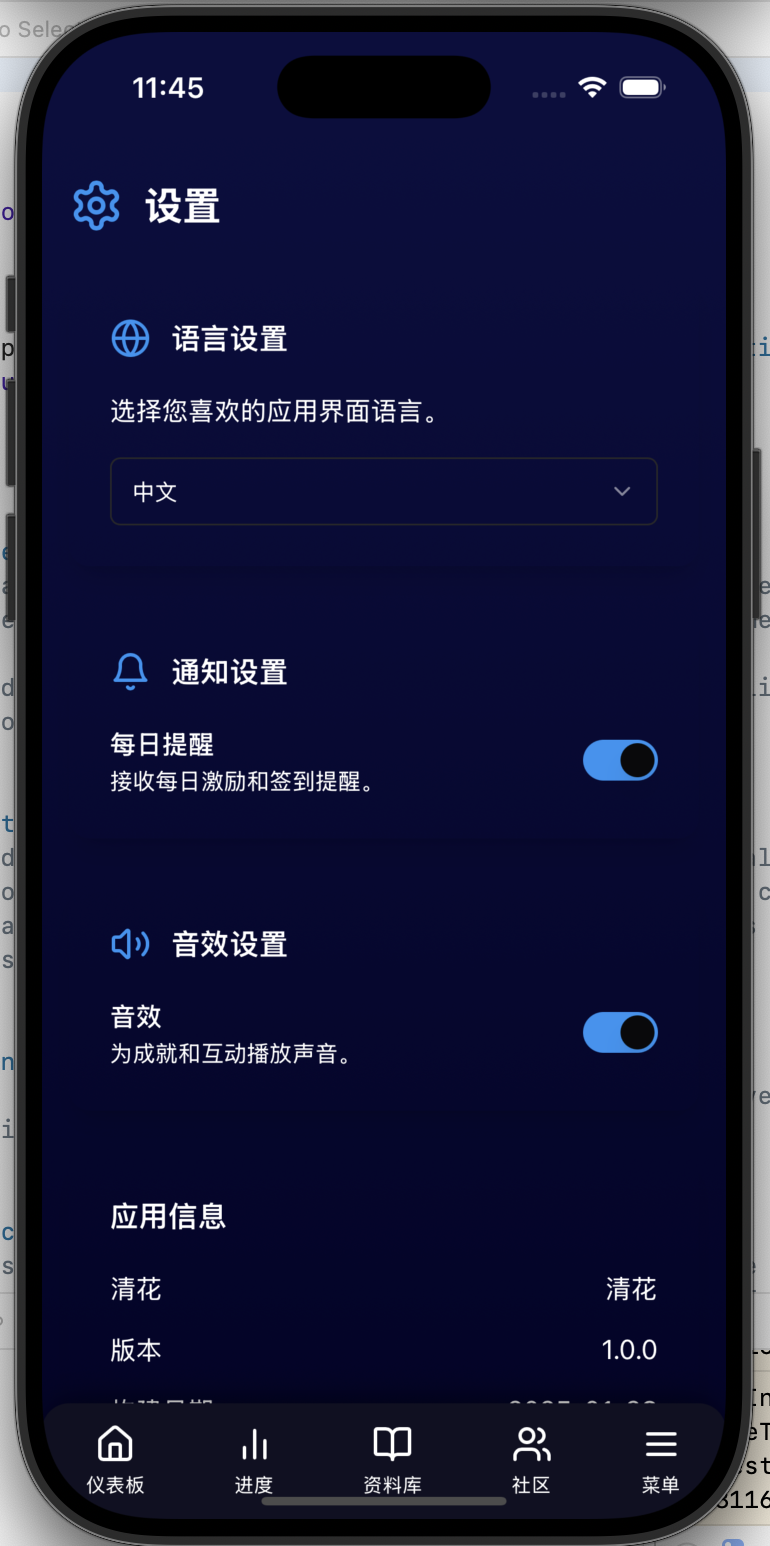 11:45
设置
语言设置
选择您喜欢的应用界面语言。
中文
通知设置
每日提醒
接收每日激励和签到提醒。
音效设置
音效
为成就和互动播放声音。
应用信息
清花 清花
版本 1.0.0
仪表板 进度 资料库 社区 菜单